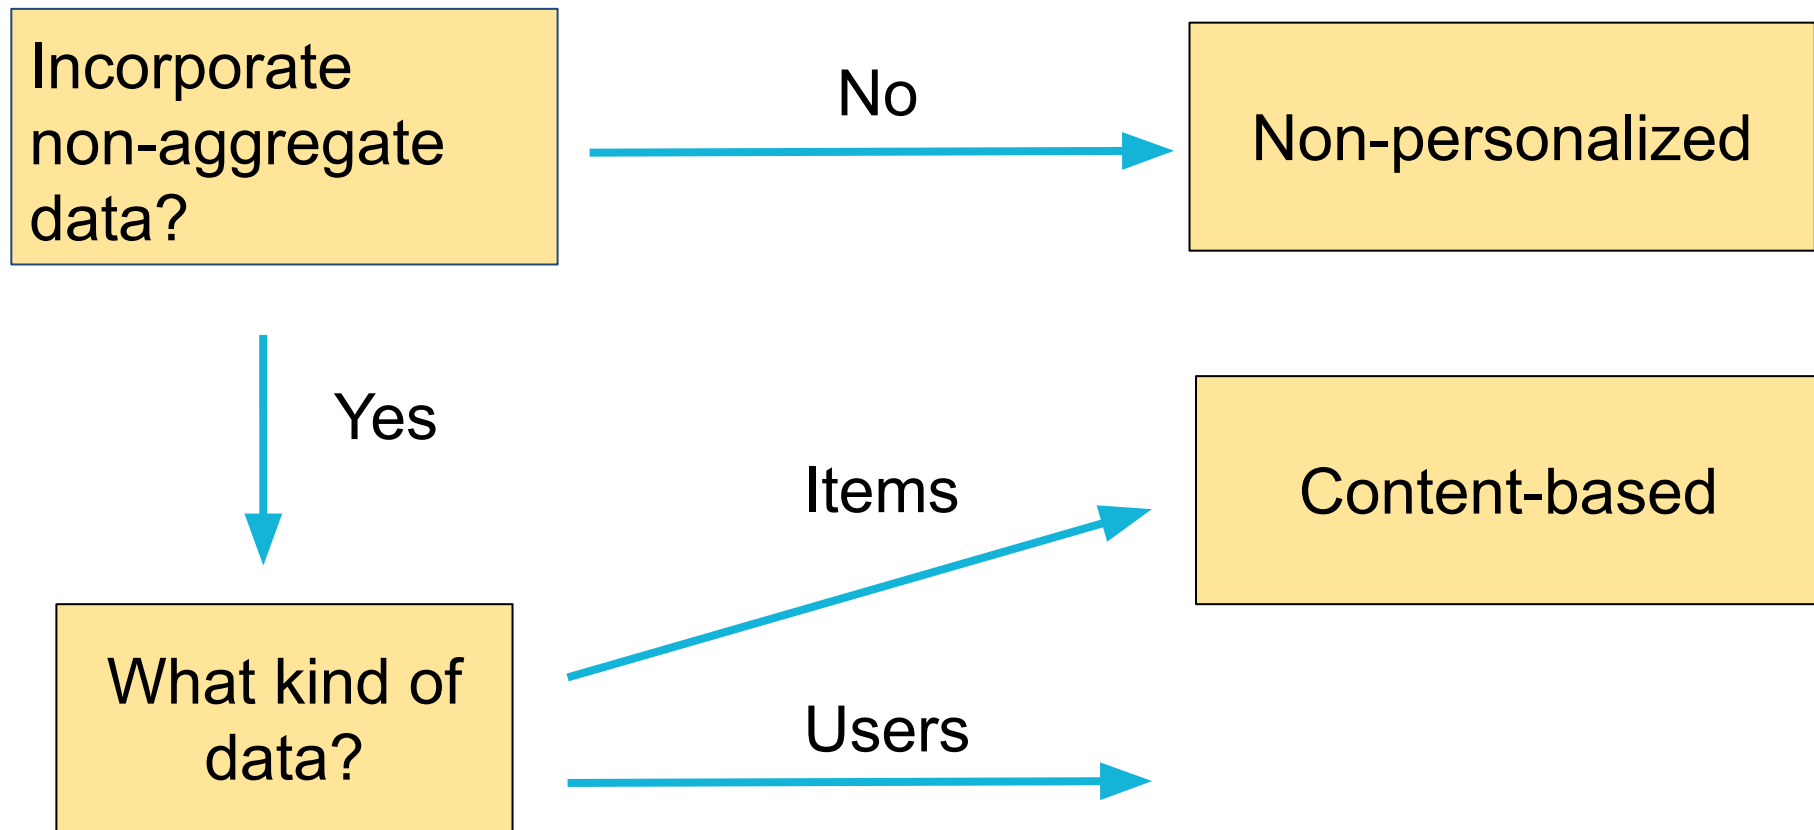 Incorporate
non-aggregate
data?
No
Non-personalized
Yes
Items
Content-based
What kind of
data?
Users